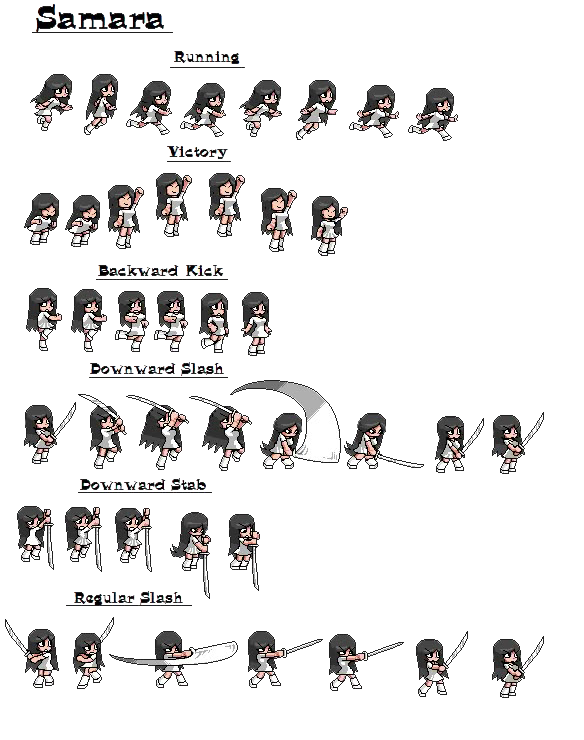 Samara
Running
Victory
Backward Kick
Downward Slash
Downward Stab
Regular Slash